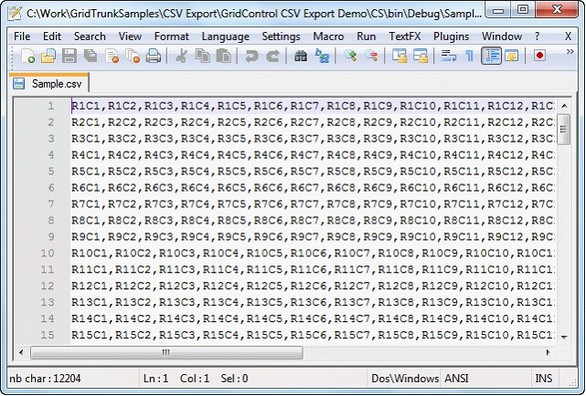 C:\Work\GridTrunkSamples\CSV Export\GridControl CSV Export Demo\CS\bin\Debug\Sampl...
File Edit Search View Format Language Settings Macro Run TextFX Plugins Window ? X
Sample.csv
1 R1C1,R1C2,R1C3,R1C4,R1C5,R1C6,R1C7,R1C8,R1C9,R1C10,R1C11,R1C12,R1C
2 R2C1,R2C2,R2C3,R2C4,R2C5,R2C6,R2C7,R2C8,R2C9,R2C10,R2C11,R2C12,R2C
3 R3C1,R3C2,R3C3,R3C4,R3C5,R3C6,R3C7,R3C8,R3C9,R3C10,R3C11,R3C12,R3C
4 R4C1,R4C2,R4C3,R4C4,R4C5,R4C6,R4C7,R4C8,R4C9,R4C10,R4C11,R4C12,R4C
5 R5C1,R5C2,R5C3,R5C4,R5C5,R5C6,R5C7,R5C8,R5C9,R5C10,R5C11,R5C12,R5C
6 R6C1,R6C2,R6C3,R6C4,R6C5,R6C6,R6C7,R6C8,R6C9,R6C10,R6C11,R6C12,R6C
7 R7C1,R7C2,R7C3,R7C4,R7C5,R7C6,R7C7,R7C8,R7C9,R7C10,R7C11,R7C12,R7C
8 R8C1,R8C2,R8C3,R8C4,R8C5,R8C6,R8C7,R8C8,R8C9,R8C10,R8C11,R8C12,R8C
9 R9C1,R9C2,R9C3,R9C4,R9C5,R9C6,R9C7,R9C8,R9C9,R9C10,R9C11,R9C12,R9C
10 R10C1,R10C2,R10C3,R10C4,R10C5,R10C6,R10C7,R10C8,R10C9,R10C10,R10C1
11 R11C1,R11C2,R11C3,R11C4,R11C5,R11C6,R11C7,R11C8,R11C9,R11C10,R11C1
12 R12C1,R12C2,R12C3,R12C4,R12C5,R12C6,R12C7,R12C8,R12C9,R12C10,R12C1
13 R13C1,R13C2,R13C3,R13C4,R13C5,R13C6,R13C7,R13C8,R13C9,R13C10,R13C1
14 R14C1,R14C2,R14C3,R14C4,R14C5,R14C6,R14C7,R14C8,R14C9,R14C10,R14C1
15 R15C1,R15C2,R15C3,R15C4,R15C5,R15C6,R15C7,R15C8,R15C9,R15C10,R15C1
nb char:12204 Ln:1 Col:1 Sel:0 Dos\Windows ANSI INS